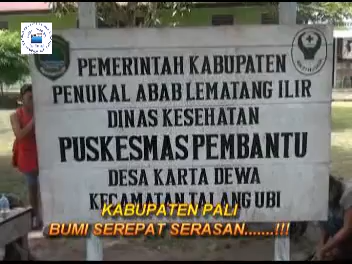 PEMERINTAH KABUPATEN
PENUKAL ABAB LEMATANG ILIR
DINAS KESEHATAN
PUSKESMAS PEMBANTU
DESA KARTA DEWA
KECAMATAN TALANG UBI
KABUPATEN PALI
BUMI SEREPAT SERASAN.......!!!